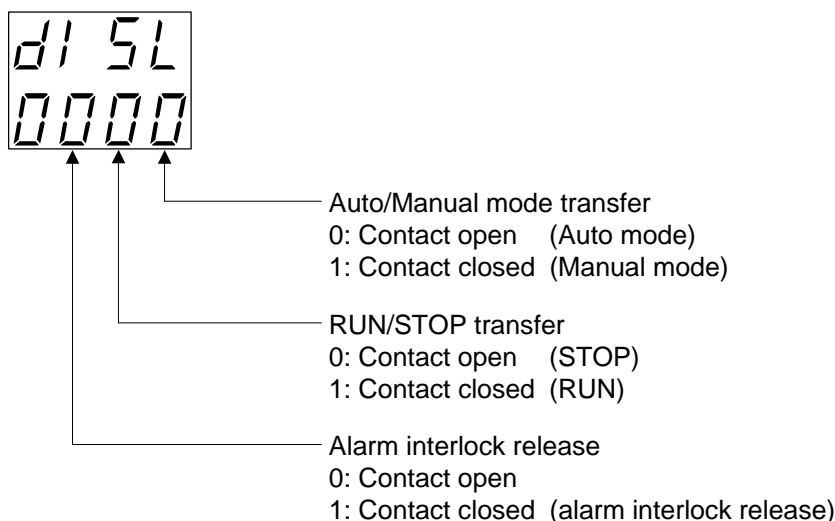 dI SL
0000
Auto/Manual mode transfer
0: Contact open (Auto mode)
1: Contact closed (Manual mode)
RUN/STOP transfer
0: Contact open (STOP)
1: Contact closed (RUN)
Alarm interlock release
0: Contact open
1: Contact closed (alarm interlock release)